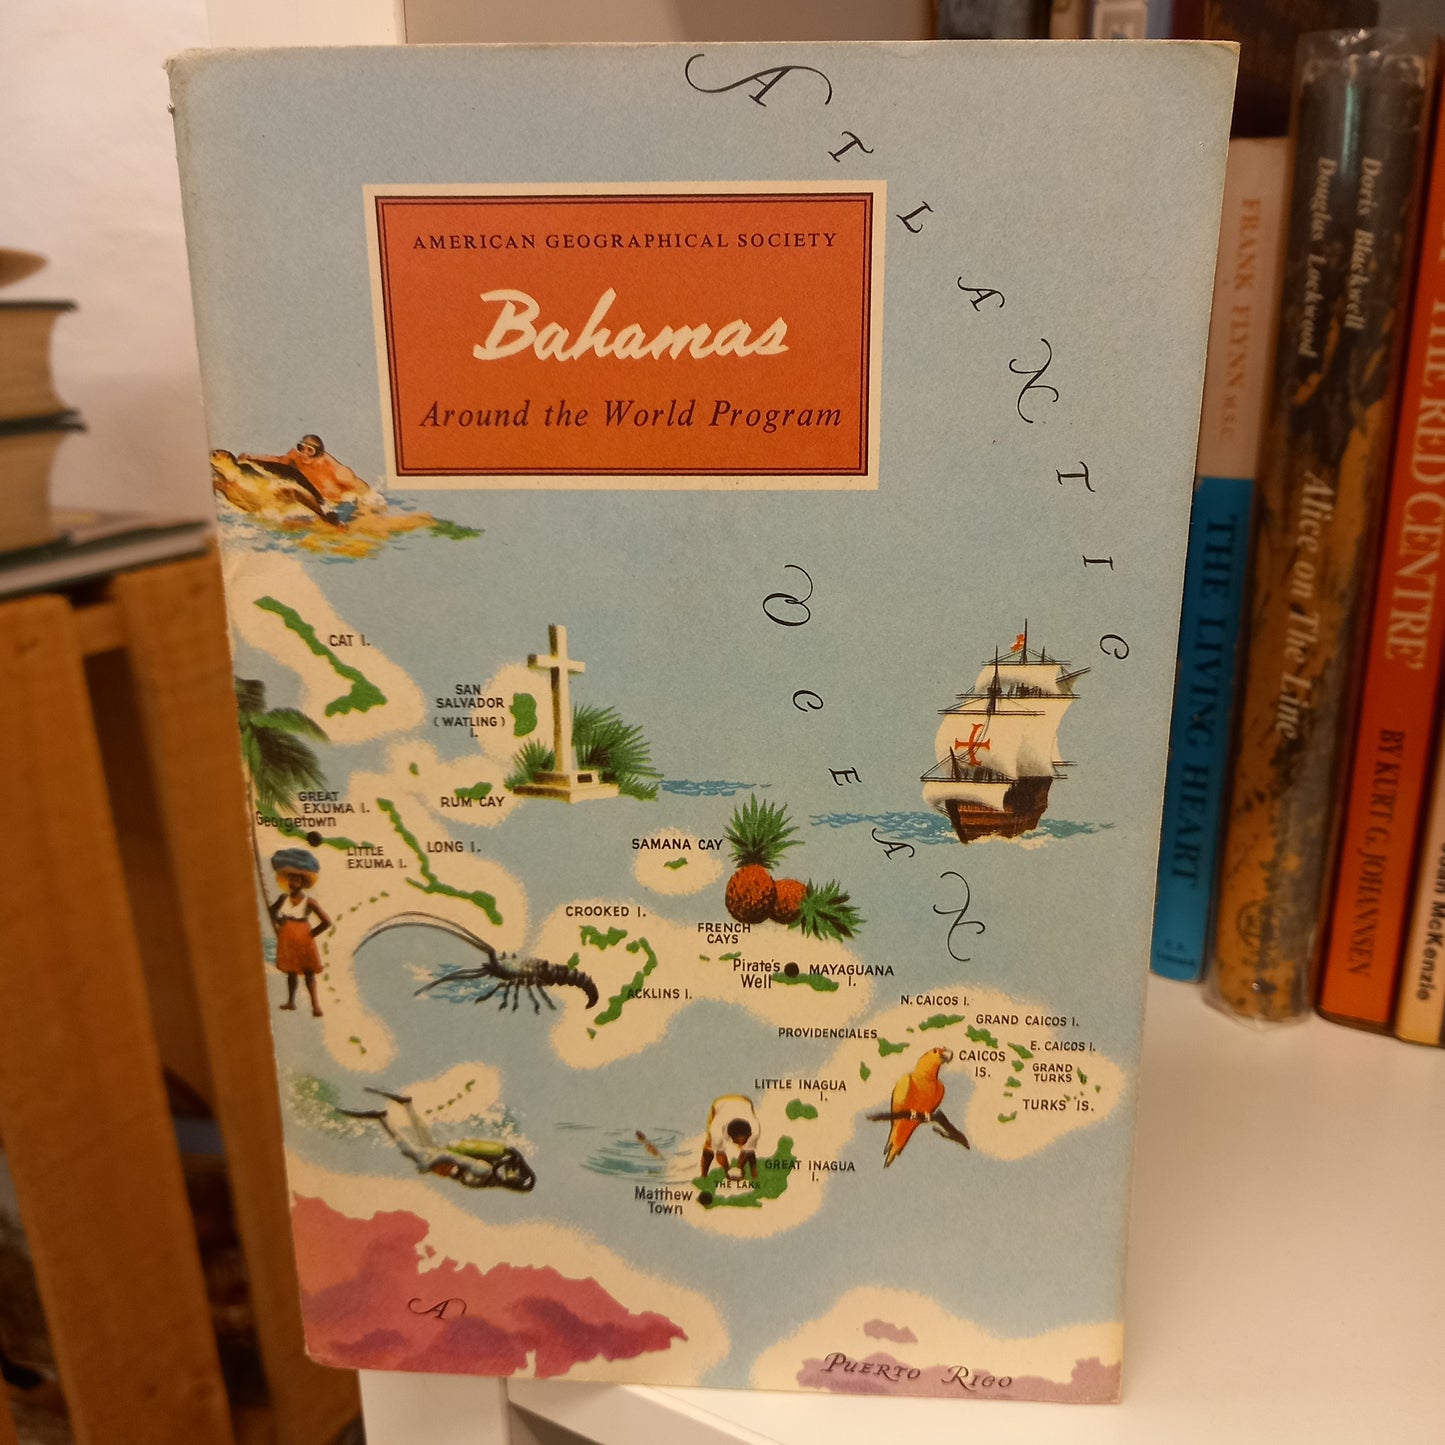 AMERICAN GEOGRAPHICAL SOCIETY
Bahamas
Around the World Program
ATLANTIC
OCEAN
CAT I.
SAN
SALVADOR
(WATLING)
I.
RUM CAY
GREAT
EXUMA I.
Georgetown
LITTLE
EXUMA I.
LONG I.
SAMANA CAY
CROOKED I.
ACKLINS I.
FRENCH
CAYS
Pirate's
Well
MAYAGUANA
I.
N. CAICOS I.
GRAND CAICOS I.
PROVIDENCIALES
E. CAICOS I.
CAICOS
IS.
GRAND
TURKS
TURKS IS.
LITTLE INAGUA
I.
GREAT INAGUA
I.
THE LAKE
Matthew
Town
A
PUERTO RICO
FRANK FLYNN M.S.C.
THE LIVING HEART
Doris Blackwell
Douglas Lockwood
Alice on The Line
THE RED CENTRE'
BY KURT G. JOHANSEN
McKenzie